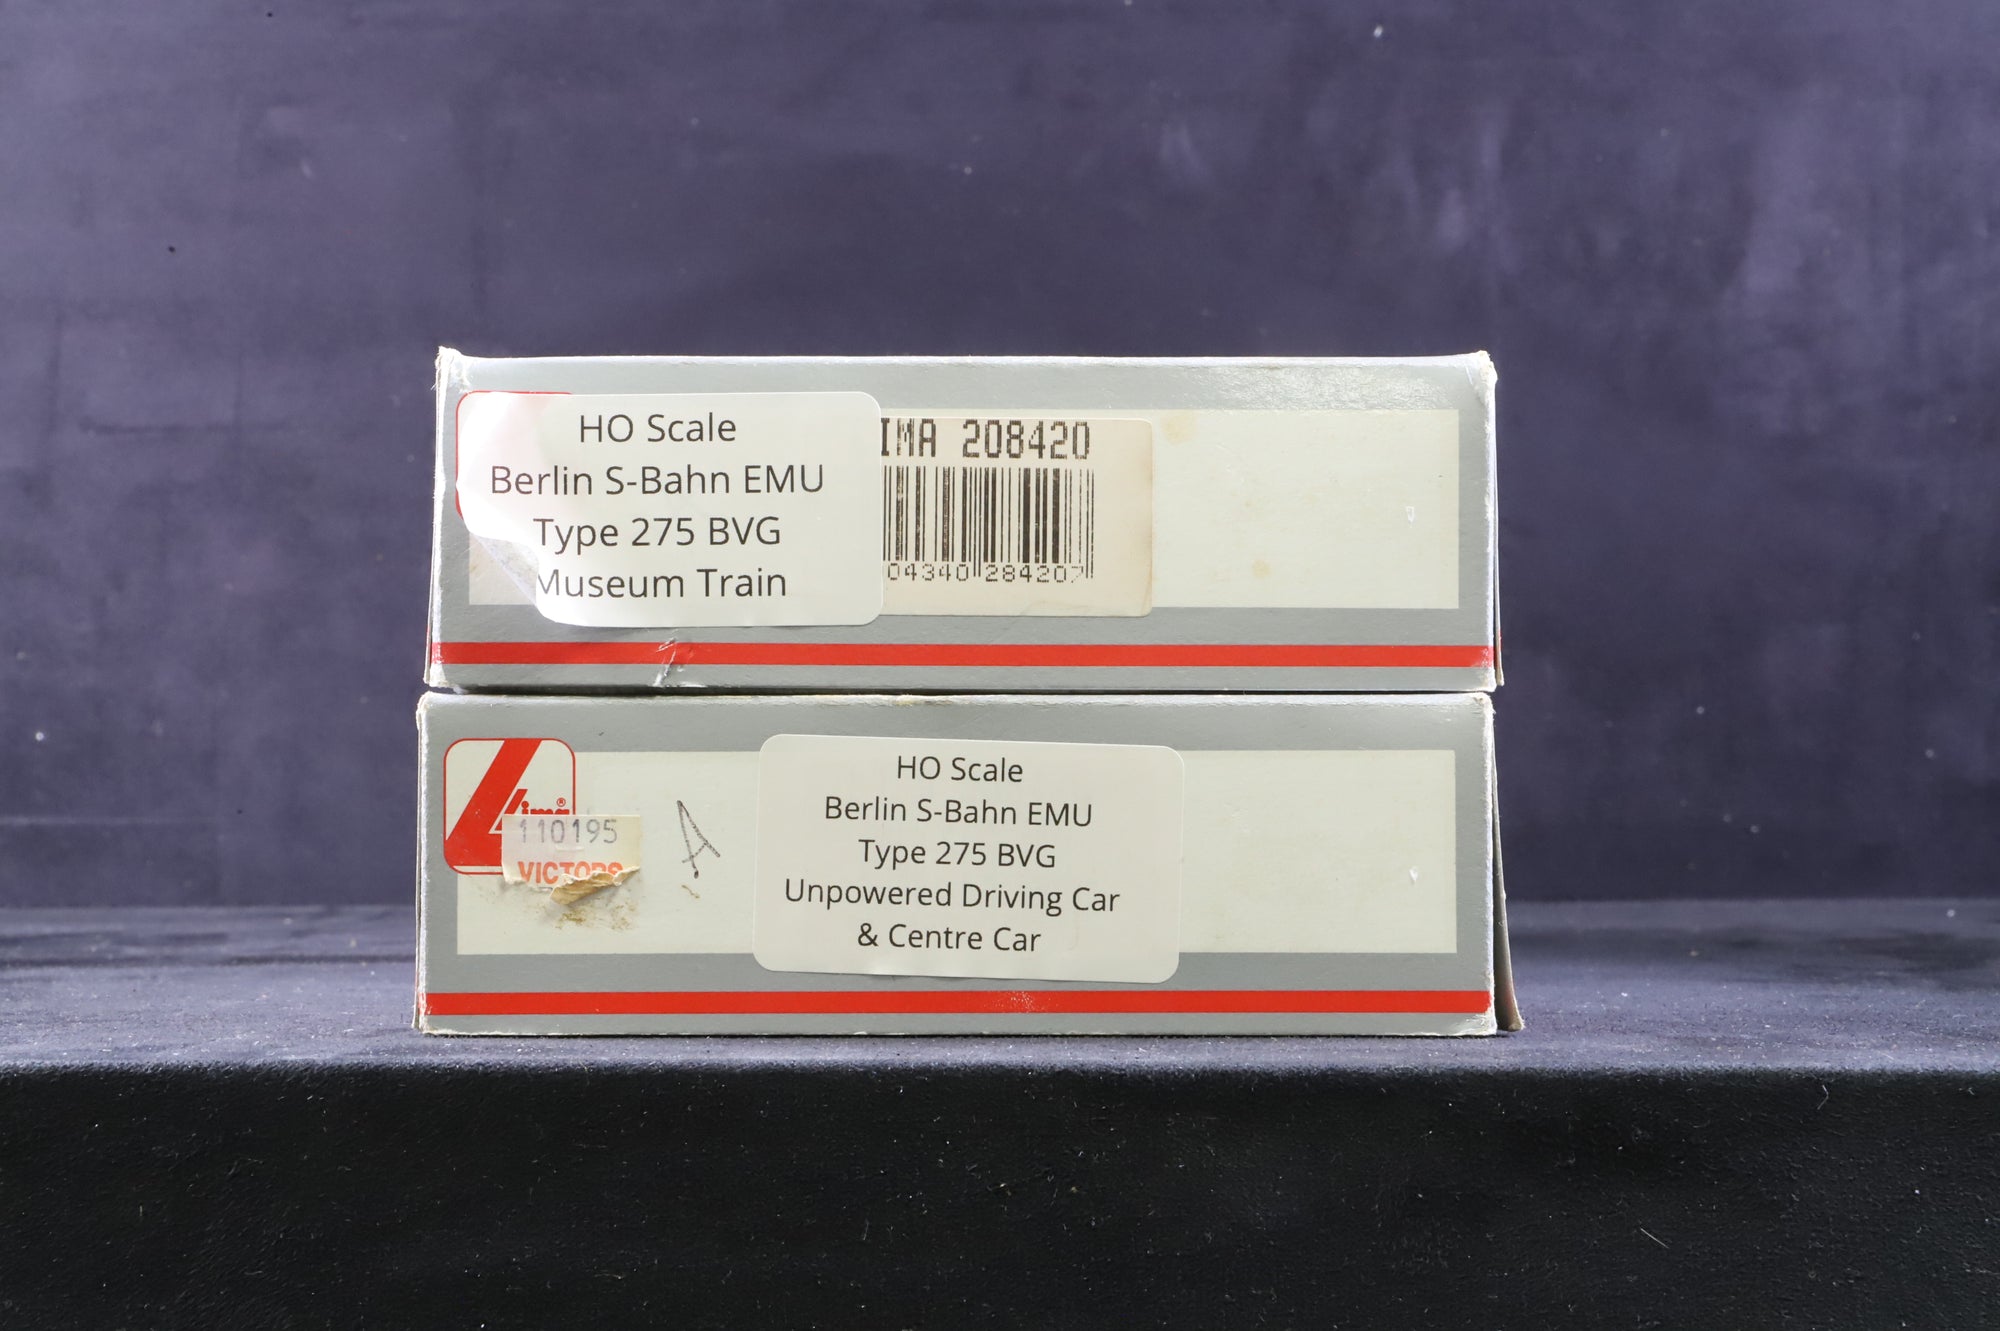 HO Scale
Berlin S-Bahn EMU
Type 275 BVG
Museum Train
IMA 208420
04340 284207
Lima®
110195
VICTORS
A
HO Scale
Berlin S-Bahn EMU
Type 275 BVG
Unpowered Driving Car
& Centre Car